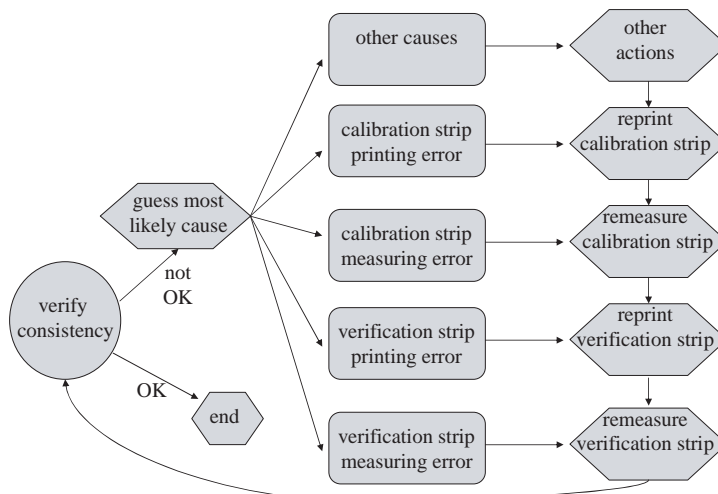 other causes
other
actions
calibration strip
printing error
reprint
calibration strip
guess most
likely cause
calibration strip
measuring error
remeasure
calibration strip
not
OK
verify
consistency
verification strip
printing error
reprint
verification strip
OK
end
verification strip
measuring error
remeasure
verification strip